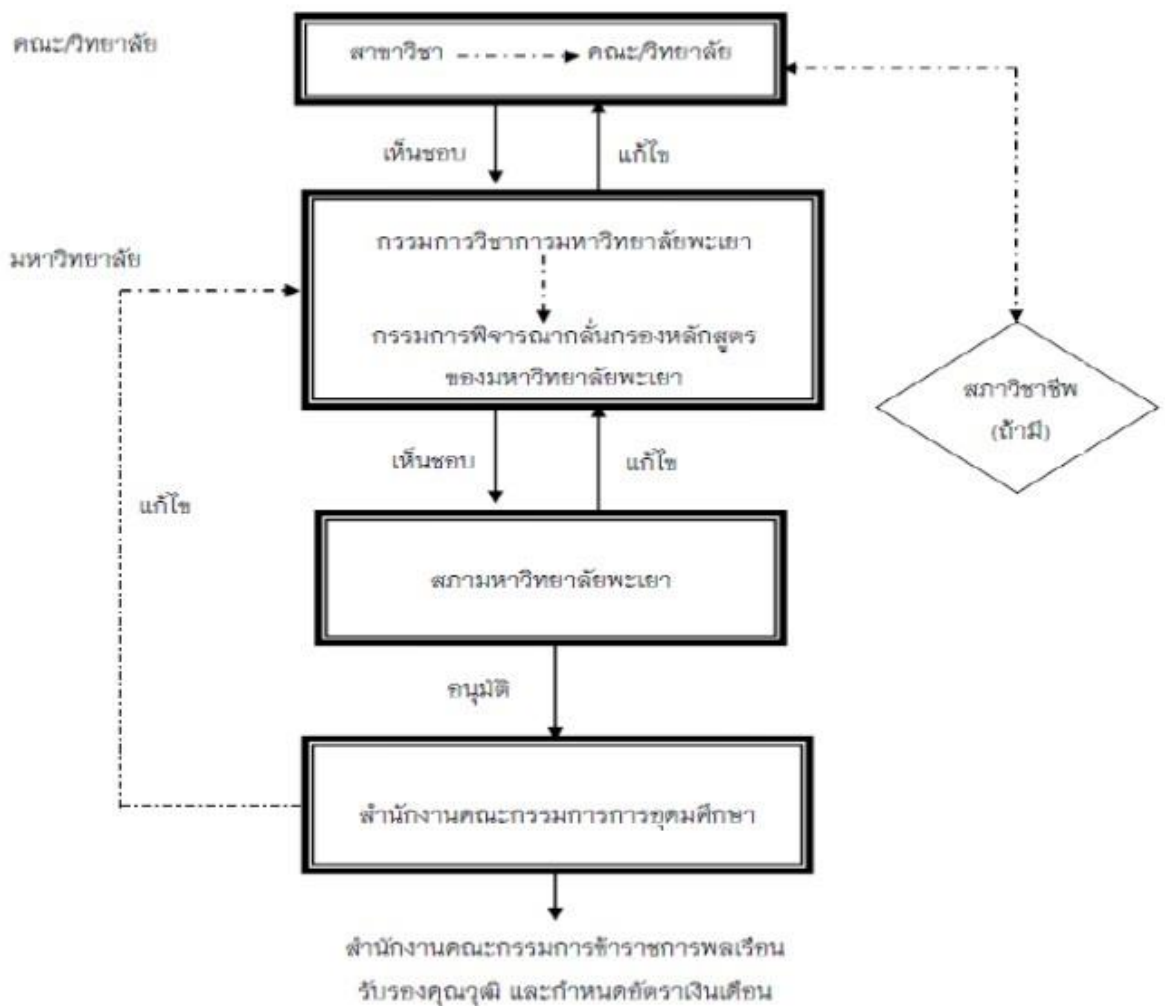 คณะ/วิทยาลัย
สาขาวิชา คณะ/วิทยาลัย
เห็นชอบ แก้ไข
มหาวิทยาลัย
กรรมการวิชาการมหาวิทยาลัยพะเยา
กรรมการพิจารณากลั่นกรองหลักสูตร
ของมหาวิทยาลัยพะเยา
สภาวิชาชีพ
(ถ้ามี)
เห็นชอบ แก้ไข
แก้ไข
สภามหาวิทยาลัยพะเยา
อนุมัติ
สำนักงานคณะกรรมการการอุดมศึกษา
สำนักงานคณะกรรมการข้าราชการพลเรือน
รับรองคุณวุฒิ และกำหนดอัตราเงินเดือน